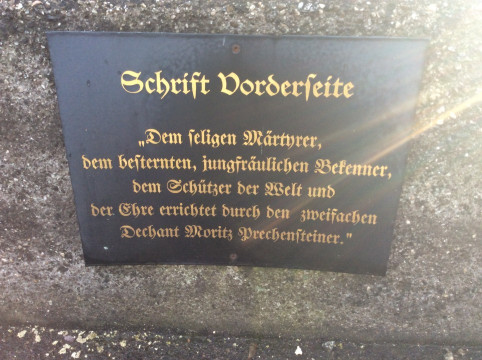 Schrift Vorderseite
„Dem seligen Märtyrer,
dem besternten, jungfräulichen Bekenner,
dem Schützer der Welt und
der Ehre errichtet durch den zweifachen
Dechant Moritz Prechensteiner."